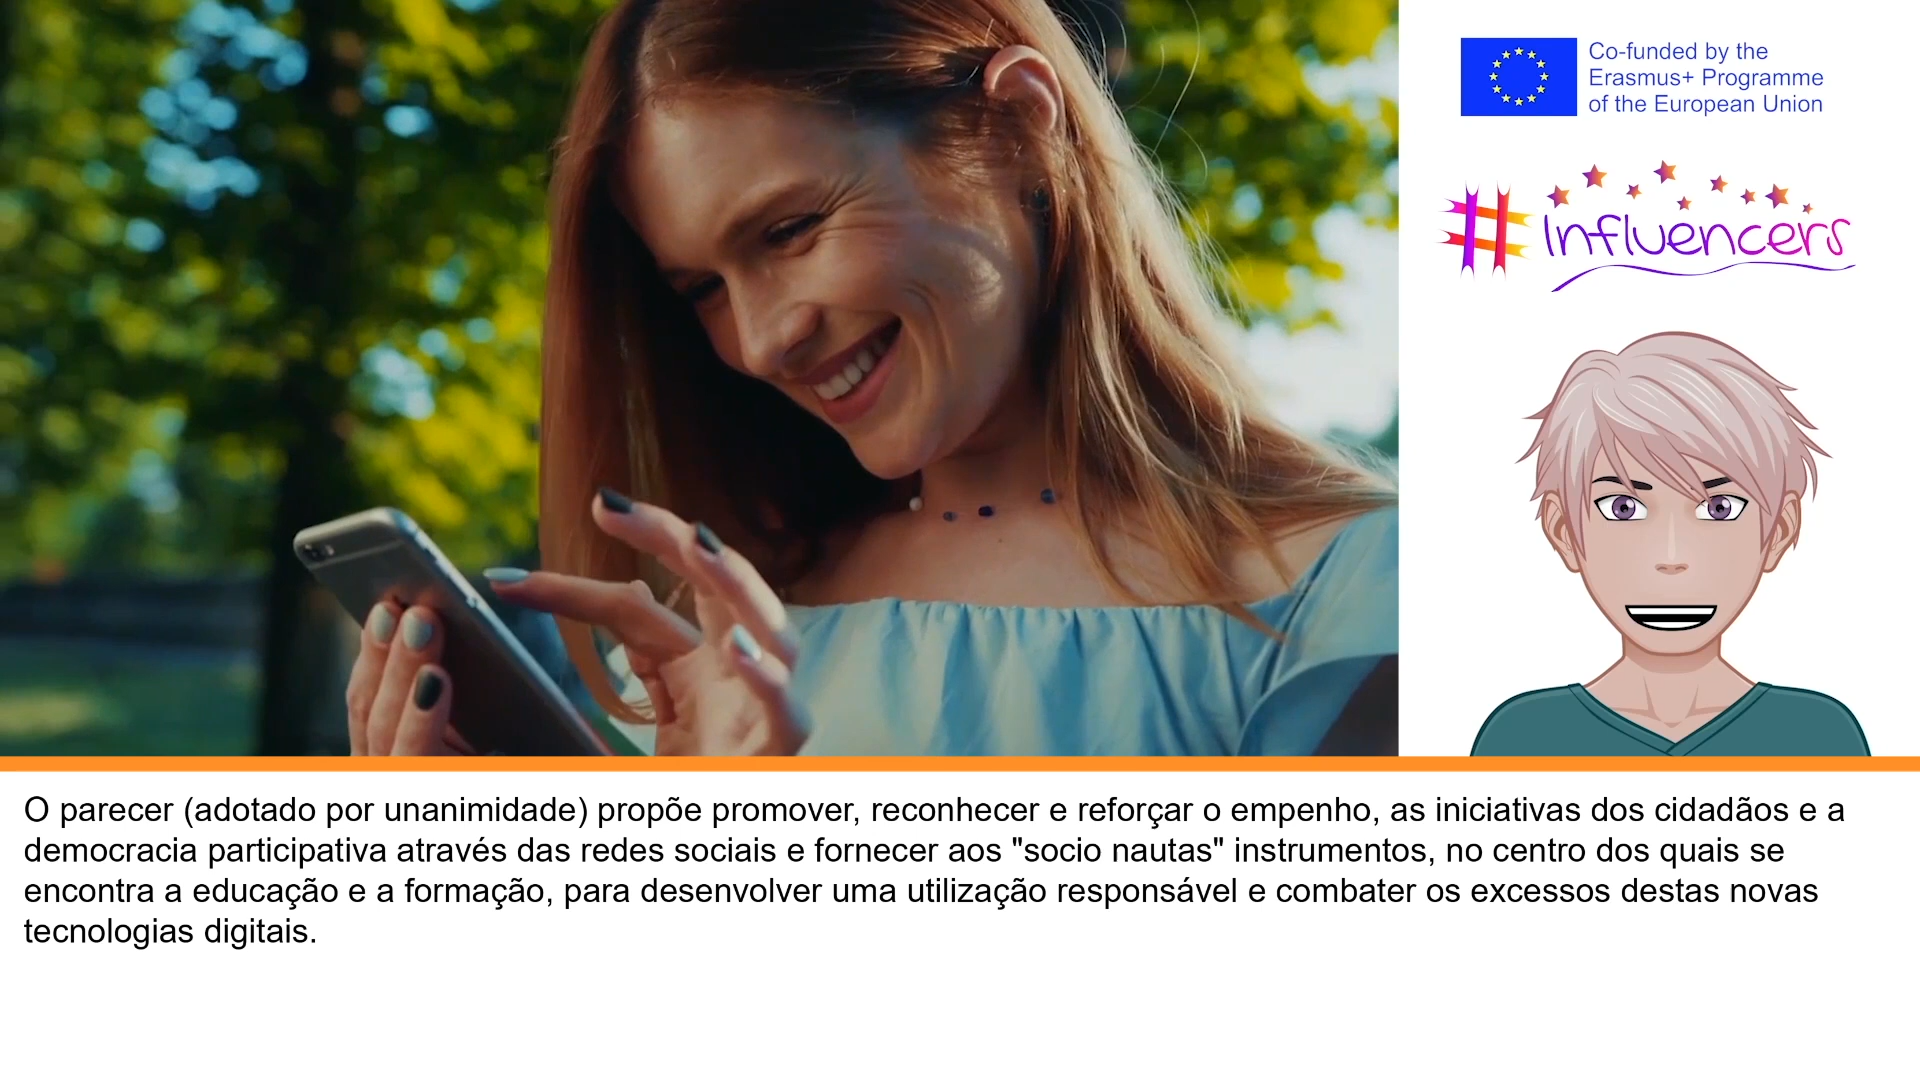 Co-funded by the
Erasmus+ Programme
of the European Union
#Influencers
O parecer (adotado por unanimidade) propõe promover, reconhecer e reforçar o empenho, as iniciativas dos cidadãos e a
democracia participativa através das redes sociais e fornecer aos "socio nautas" instrumentos, no centro dos quais se
encontra a educação e a formação, para desenvolver uma utilização responsável e combater os excessos destas novas
tecnologias digitais.